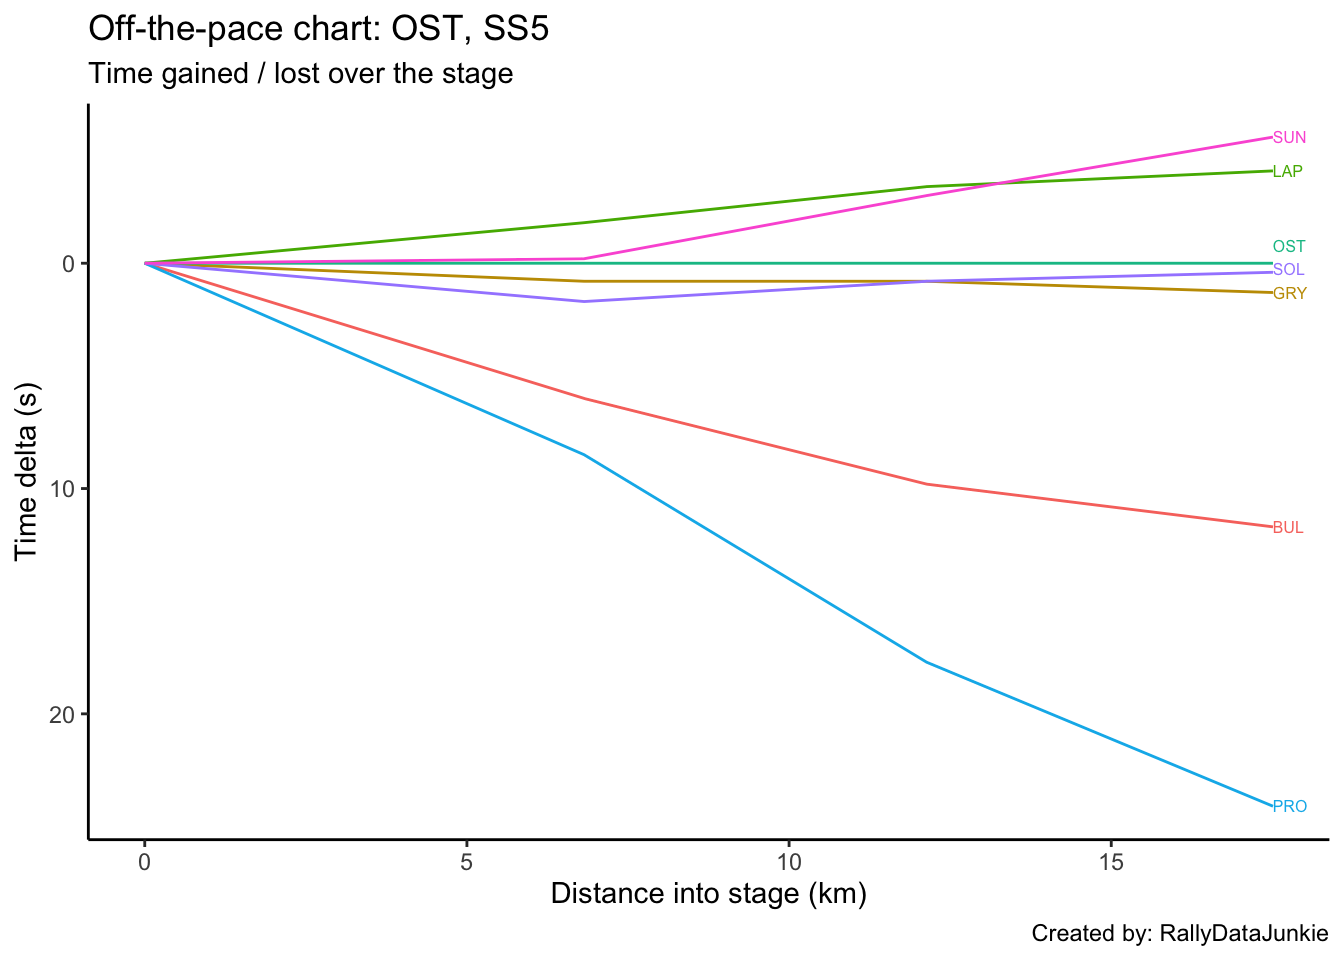 Off-the-pace chart: OST, SS5
Time gained / lost over the stage
SUN
LAP
OST
SOL
GRY
BUL
PRO
0
10
20
Time delta (s)
0 5 10 15
Distance into stage (km)
Created by: RallyDataJunkie